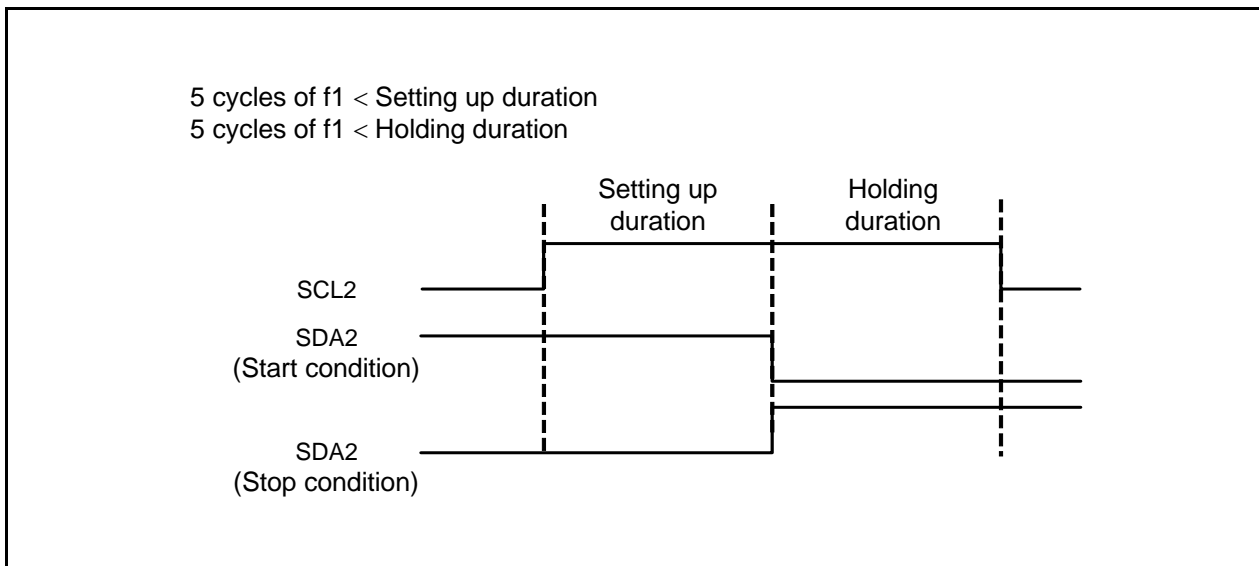 5 cycles of f1 < Setting up duration
5 cycles of f1 < Holding duration
Setting up
duration
Holding
duration
SCL2
SDA2
(Start condition)
SDA2
(Stop condition)